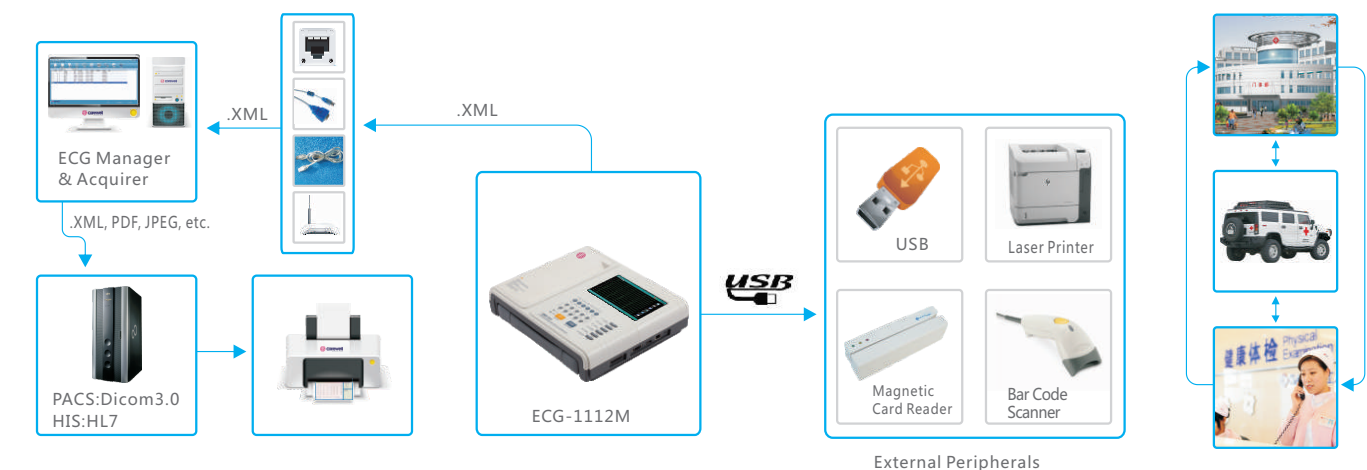 .XML
.XML
ECG Manager
& Acquirer
.XML, PDF, JPEG, etc.
PACS:Dicom3.0
HIS:HL7
ECG-1112M
USB
USB
Laser Printer
Magnetic
Card Reader
Bar Code
Scanner
External Peripherals
健康体检
Physical
Examination